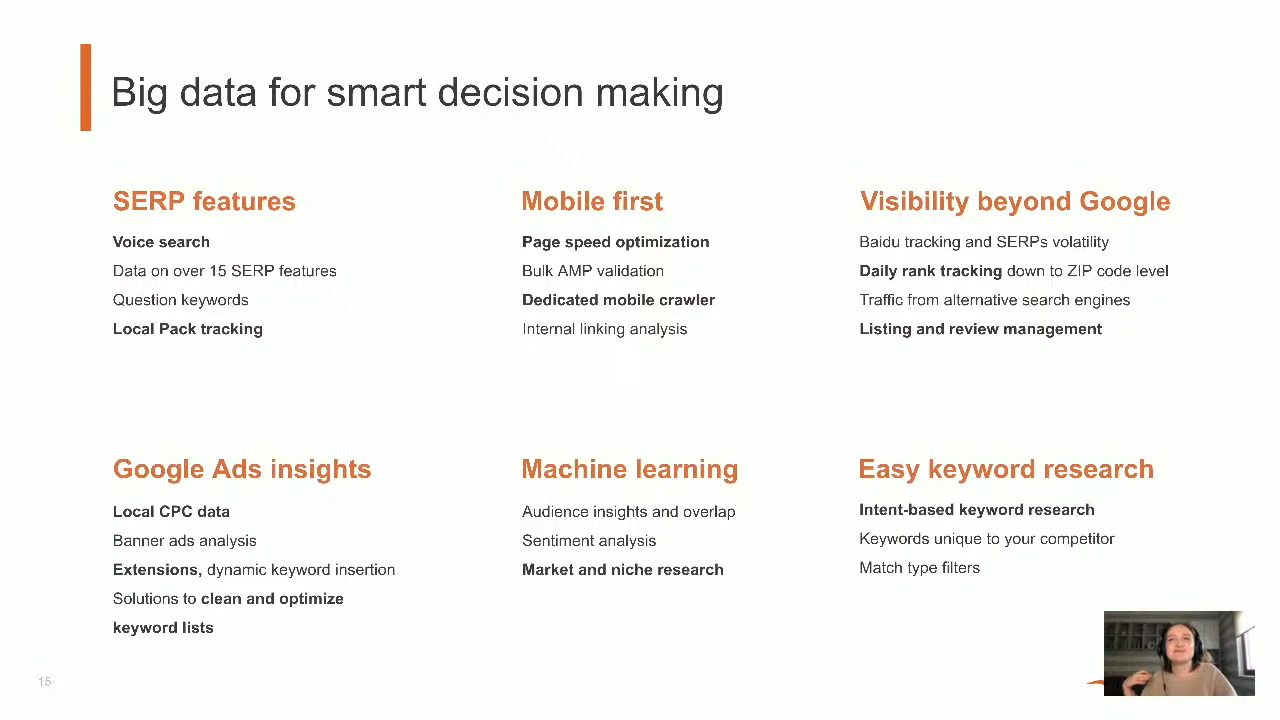 Big data for smart decision making
SERP features
Voice search
Data on over 15 SERP features
Question keywords
Local Pack tracking
Mobile first
Page speed optimization
Bulk AMP validation
Dedicated mobile crawler
Internal linking analysis
Visibility beyond Google
Baidu tracking and SERPs volatility
Daily rank tracking down to ZIP code level
Traffic from alternative search engines
Listing and review management
Google Ads insights
Local CPC data
Banner ads analysis
Extensions, dynamic keyword insertion
Solutions to clean and optimize
keyword lists
Machine learning
Audience insights and overlap
Sentiment analysis
Market and niche research
Easy keyword research
Intent-based keyword research
Keywords unique to your competitor
Match type filters
15